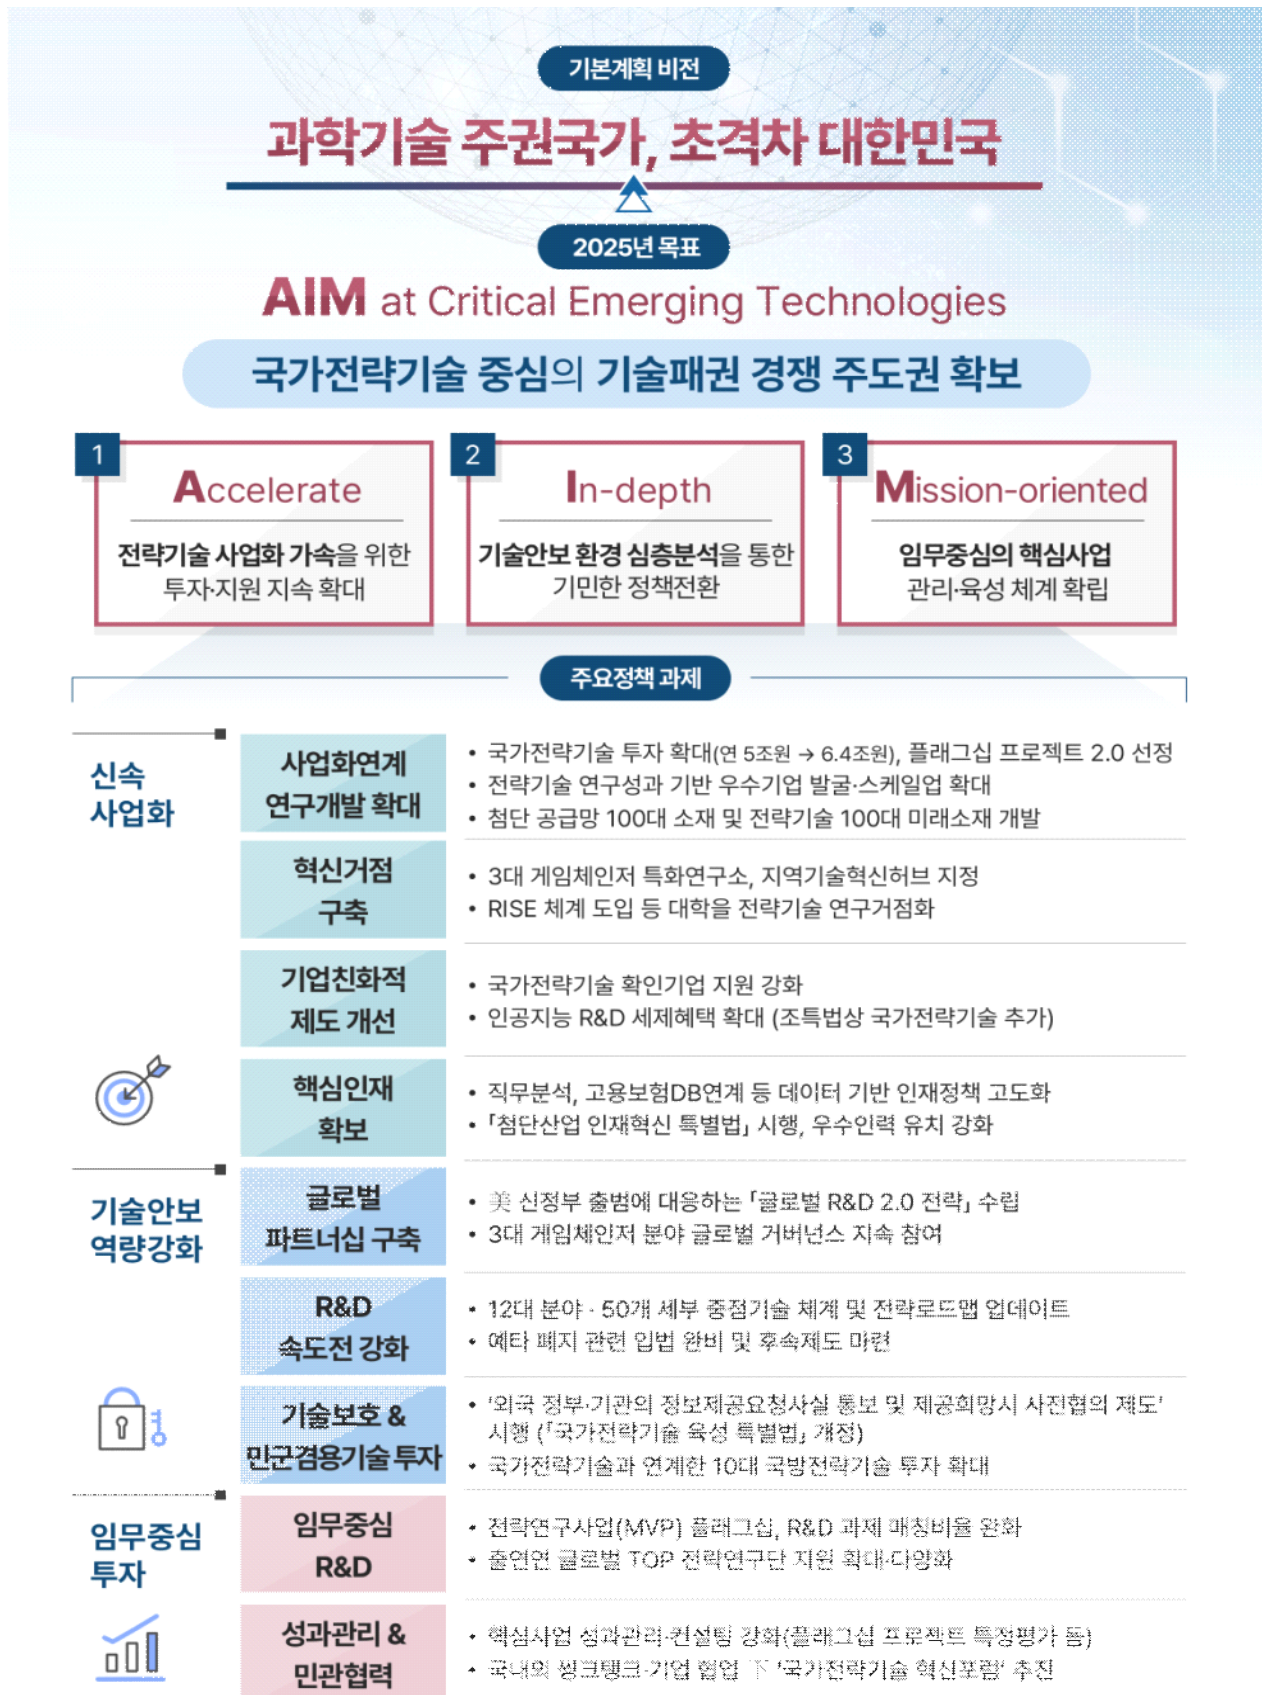 기본계획 비전
과학기술 주권국가, 초격차 대한민국
2025년 목표
AIM at Critical Emerging Technologies
국가전략기술 중심의 기술패권 경쟁 주도권 확보
1
Accelerate
전략기술 사업화 가속을 위한
투자·지원 지속 확대
2
In-depth
기술안보 환경 심층분석을 통한
기민한 정책전환
3
Mission-oriented
임무중심의 핵심사업
관리·육성 체계 확립
주요정책 과제
신속
사업화
사업화연계
연구개발 확대
• 국가전략기술 투자 확대(연 5조원 → 6.4조원), 플래그십 프로젝트 2.0 선정
• 전략기술 연구성과 기반 우수기업 발굴·스케일업 확대
• 첨단 공급망 100대 소재 및 전략기술 100대 미래소재 개발
혁신거점
구축
• 3대 게임체인저 특화연구소, 지역기술혁신허브 지정
• RISE 체계 도입 등 대학을 전략기술 연구거점화
기업친화적
제도 개선
• 국가전략기술 확인기업 지원 강화
• 인공지능 R&D 세제혜택 확대 (조특법상 국가전략기술 추가)
핵심인재
확보
• 직무분석, 고용보험DB연계 등 데이터 기반 인재정책 고도화
• 「첨단산업 인재혁신 특별법」 시행, 우수인력 유치 강화
기술안보
역량강화
글로벌
파트너십 구축
• 美 신정부 출범에 대응하는 「글로벌 R&D 2.0 전략」 수립
• 3대 게임체인저 분야 글로벌 거버넌스 지속 참여
R&D
속도전 강화
• 12대 분야 · 50개 세부 중점기술 체계 및 전략로드맵 업데이트
• 예타 폐지 관련 입법 완비 및 후속제도 마련
기술보호 &
민군겸용기술 투자
• '외국 정부·기관의 정보제공요청사실 통보 및 제공희망시 사전협의 제도'
시행 (「국가전략기술 육성 특별법」 개정)
• 국가전략기술과 연계한 10대 국방전략기술 투자 확대
임무중심
투자
임무중심
R&D
• 전략연구사업(MVP) 플래그십, R&D 과제 매칭비율 완화
• 출연연 글로벌 TOP 전략연구단 지원 확대·다양화
성과관리 &
민관협력
• 핵심사업 성과관리·컨설팅 강화(플래그십 프로젝트 특정평가 등)
• 국내외 씽크탱크·기업 협업 下 '국가전략기술 혁신포럼' 추진